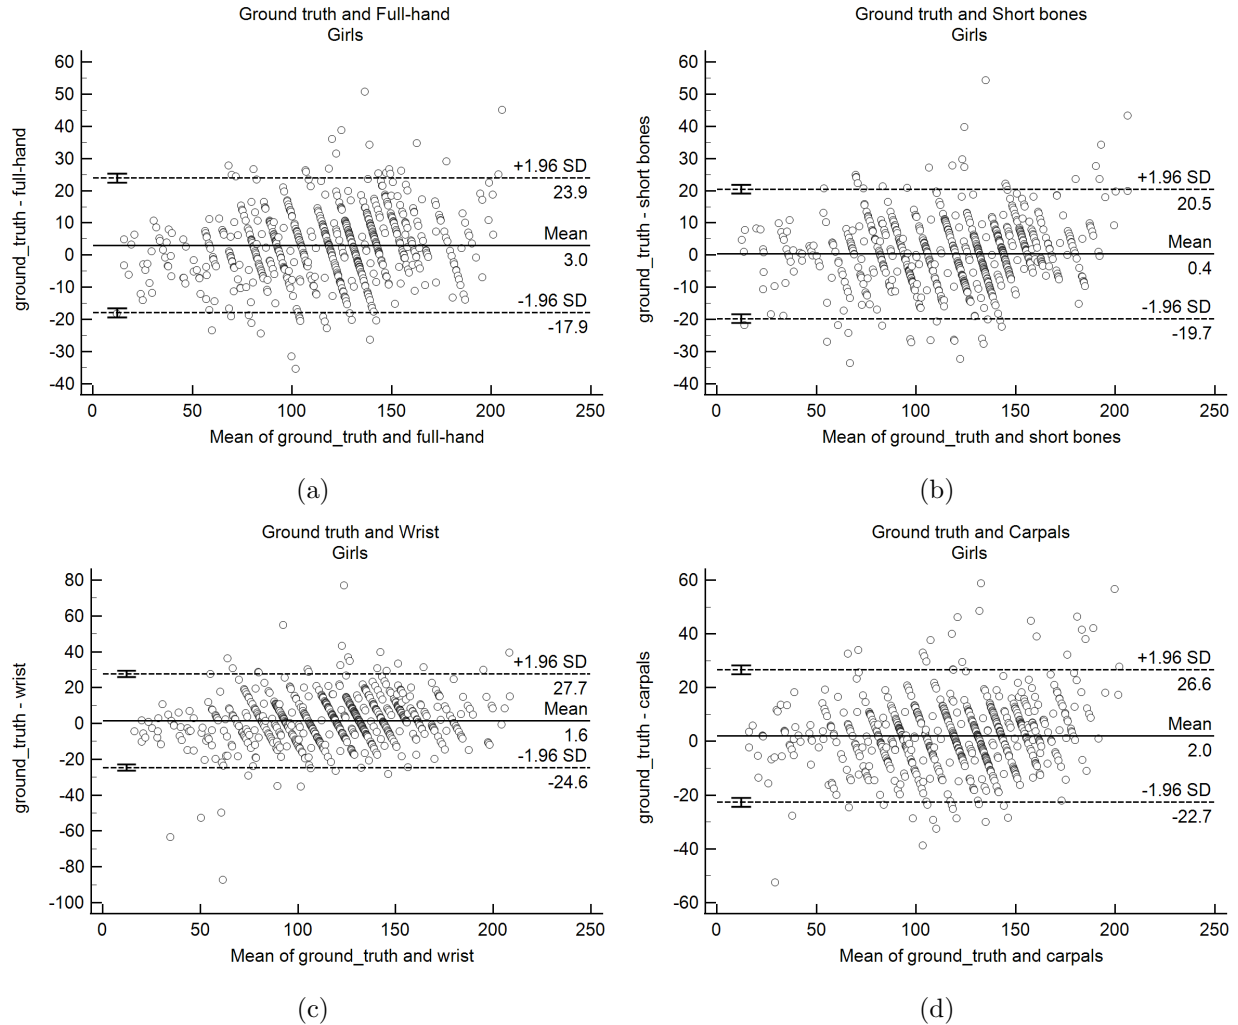 Ground truth and Full-hand
Girls
60
50
40
30
20
10
0
-10
-20
-30
-40
ground_truth - full-hand
+1.96 SD
23.9
Mean
3.0
-1.96 SD
-17.9
0
50
100
150
200
250
Mean of ground_truth and full-hand
(a)
Ground truth and Short bones
Girls
60
50
40
30
20
10
0
-10
-20
-30
-40
ground_truth - short bones
+1.96 SD
20.5
Mean
0.4
-1.96 SD
-19.7
0
50
100
150
200
250
Mean of ground_truth and short bones
(b)
Ground truth and Wrist
Girls
80
60
40
20
0
-20
-40
-60
-80
-100
ground_truth - wrist
+1.96 SD
27.7
Mean
1.6
-1.96 SD
-24.6
0
50
100
150
200
250
Mean of ground_truth and wrist
(c)
Ground truth and Carpals
Girls
60
40
20
0
-20
-40
-60
ground_truth - carpals
+1.96 SD
26.6
Mean
2.0
-1.96 SD
-22.7
0
50
100
150
200
250
Mean of ground_truth and carpals
(d)